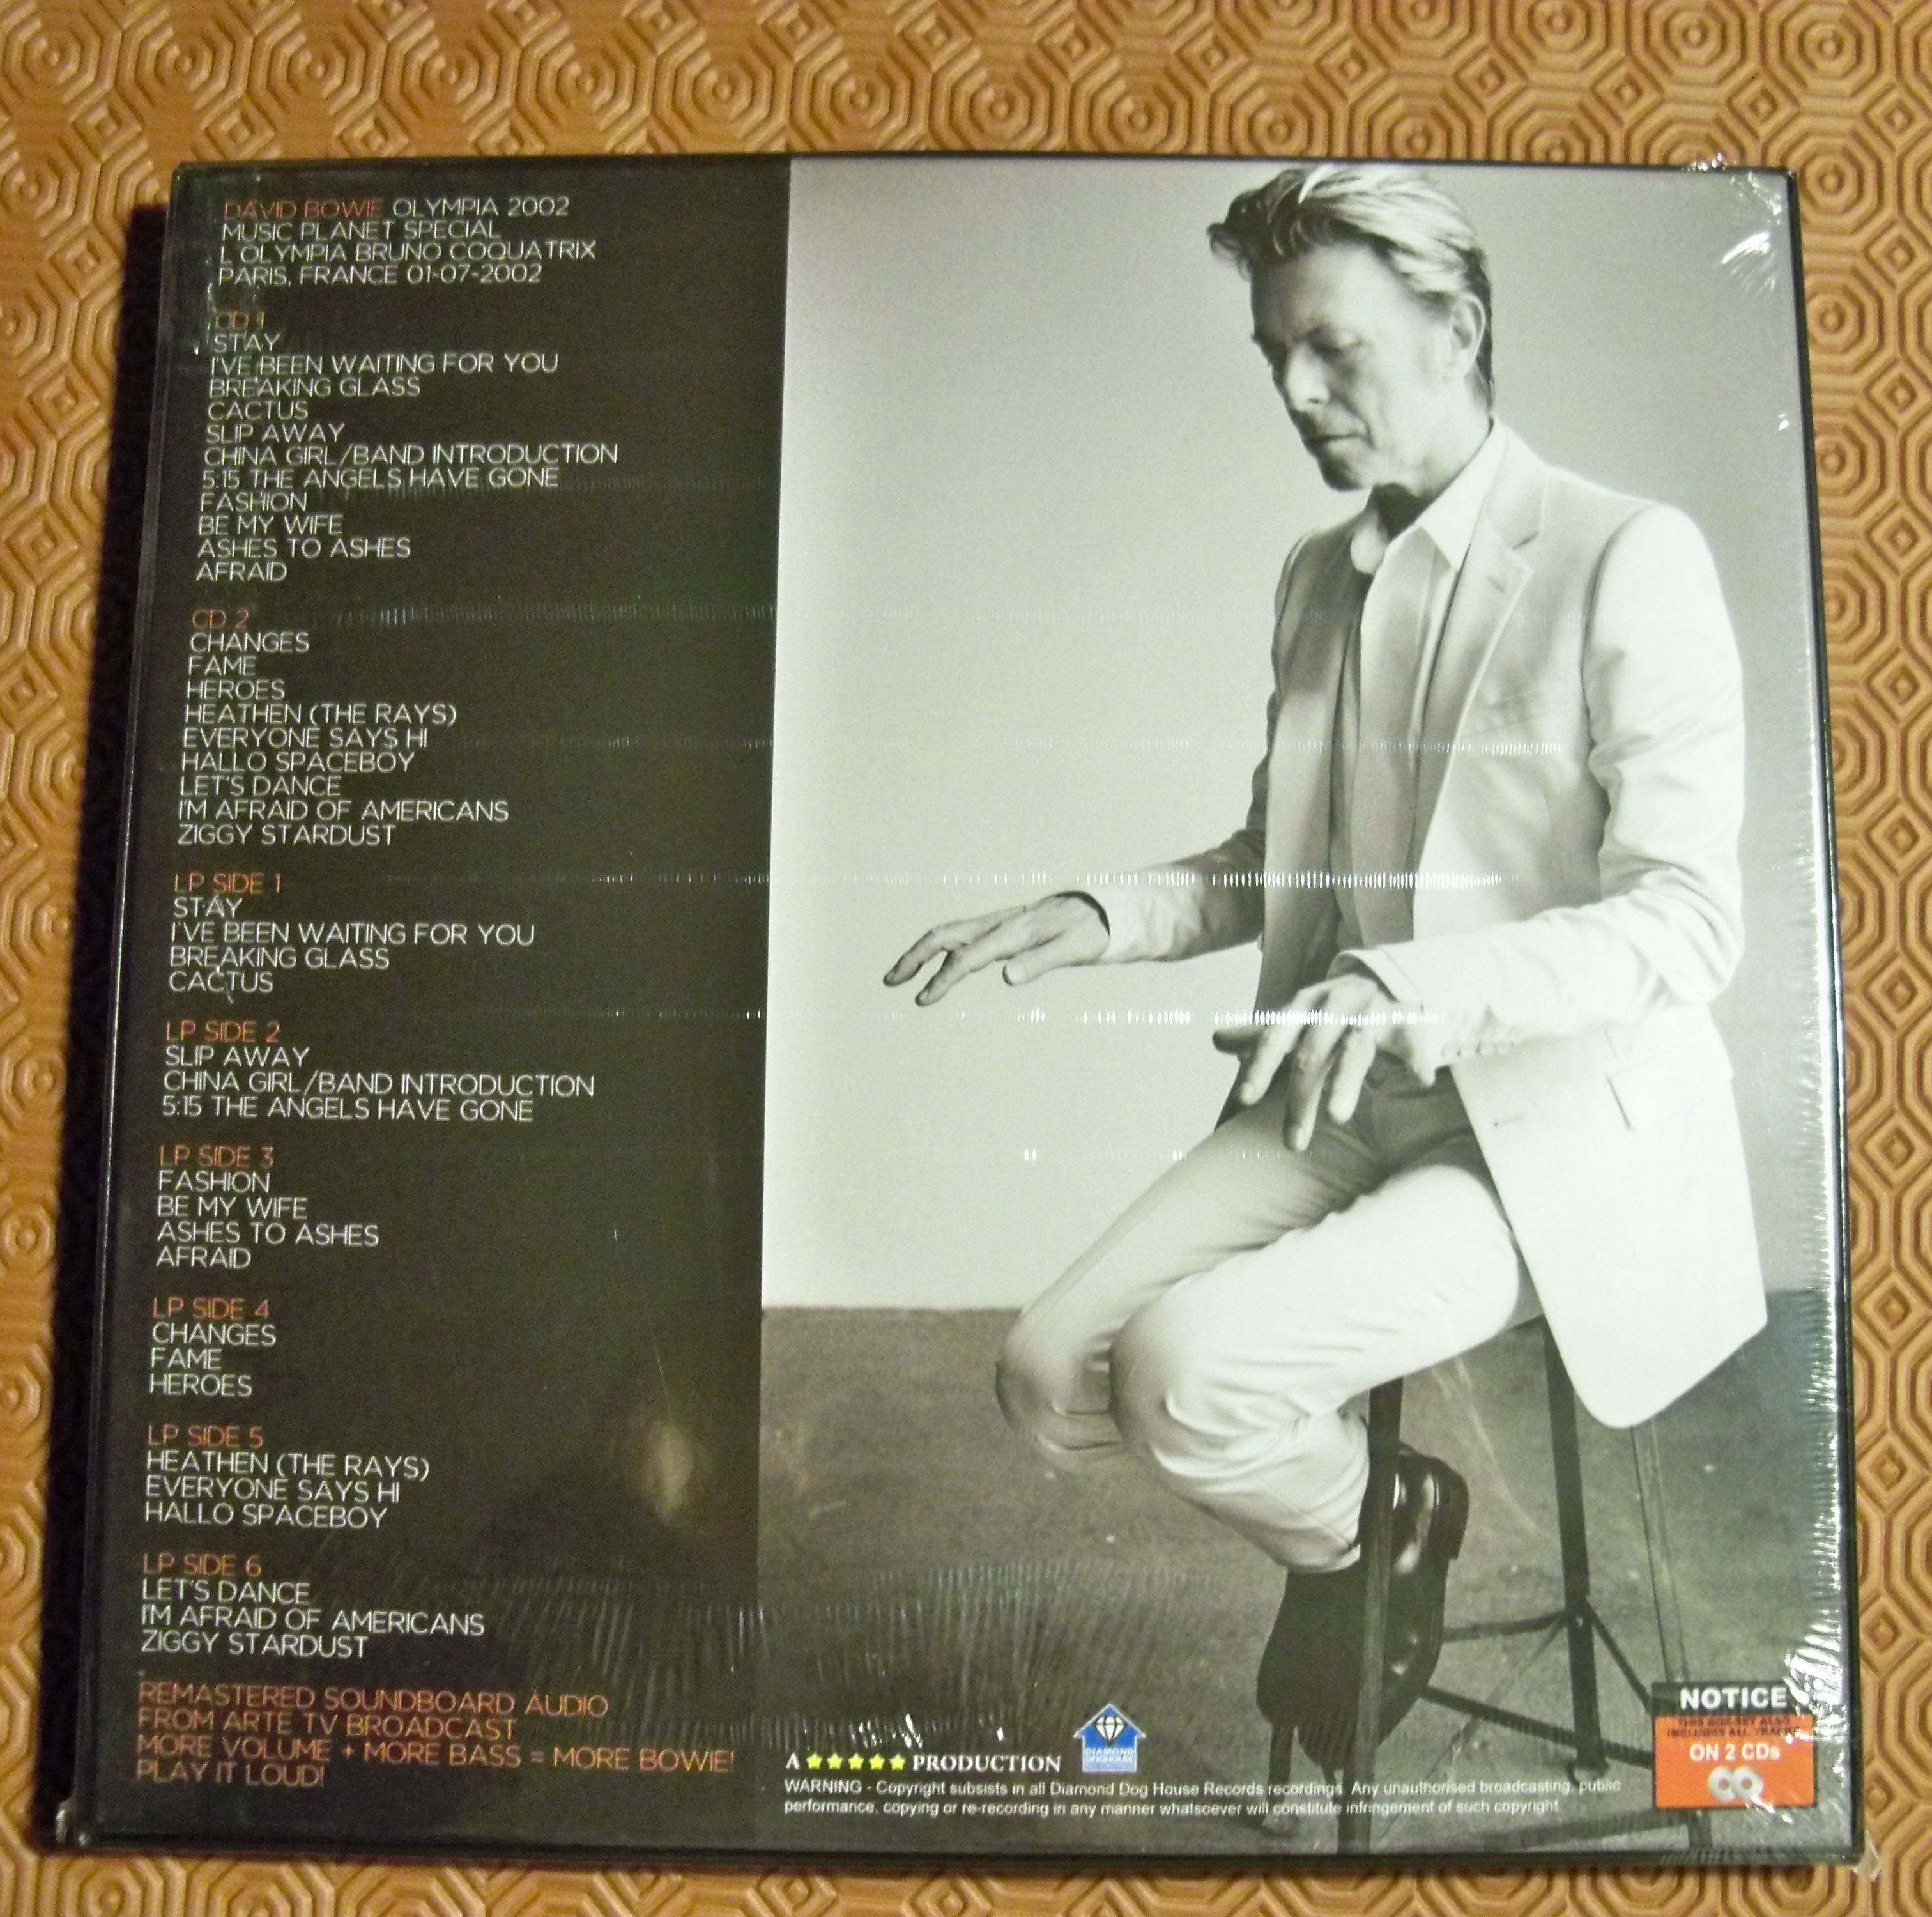 DAVID BOWIE OLYMPIA 2002
MUSIC PLANET SPECIAL
L'OLYMPIA BRUNO COQUATRIX
PARIS, FRANCE 01-07-2002
CD 1
STAY
I'VE BEEN WAITING FOR YOU
BREAKING GLASS
CACTUS
SLIP AWAY
CHINA GIRL/BAND INTRODUCTION
5:15 THE ANGELS HAVE GONE
FASHION
BE MY WIFE
ASHES TO ASHES
AFRAID
CD 2
CHANGES
FAME
HEROES
HEATHEN (THE RAYS)
EVERYONE SAYS HI
HALLO SPACEBOY
LET'S DANCE
I'M AFRAID OF AMERICANS
ZIGGY STARDUST
LP SIDE 1
STAY
I'VE BEEN WAITING FOR YOU
BREAKING GLASS
CACTUS
LP SIDE 2
SLIP AWAY
CHINA GIRL/BAND INTRODUCTION
5:15 THE ANGELS HAVE GONE
LP SIDE 3
FASHION
BE MY WIFE
ASHES TO ASHES
AFRAID
LP SIDE 4
CHANGES
FAME
HEROES
LP SIDE 5
HEATHEN (THE RAYS)
EVERYONE SAYS HI
HALLO SPACEBOY
LP SIDE 6
LET'S DANCE
I'M AFRAID OF AMERICANS
ZIGGY STARDUST
REMASTERED SOUNDBOARD AUDIO
FROM ARTE TV BROADCAST
MORE VOLUME + MORE BASS = MORE BOWIE!
PLAY IT LOUD!
A ★★★★★ PRODUCTION
DIAMOND
DOGHOUSE
WARNING - Copyright subsists in all Diamond Dog House Records recordings. Any unauthorised broadcasting, public
performance, copying or re-recording in any manner whatsoever will constitute infringement of such copyright.
NOTICE
THIS BOX-SET ALSO
INCLUDES ALL TRACKS
ON 2 CDs